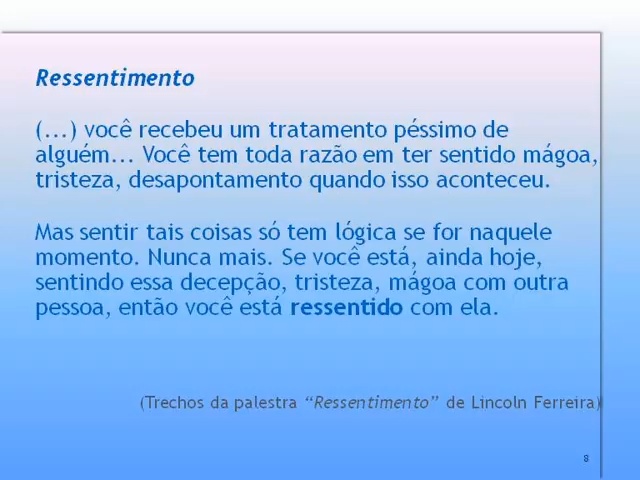 Ressentimento
(...) você recebeu um tratamento péssimo de
alguém... Você tem toda razão em ter sentido mágoa,
tristeza, desapontamento quando isso aconteceu.
Mas sentir tais coisas só tem lógica se for naquele
momento. Nunca mais. Se você está, ainda hoje,
sentindo essa decepção, tristeza, mágoa com outra
pessoa, então você está ressentido com ela.
(Trechos da palestra “Ressentimento” de Lincoln Ferreira)
8